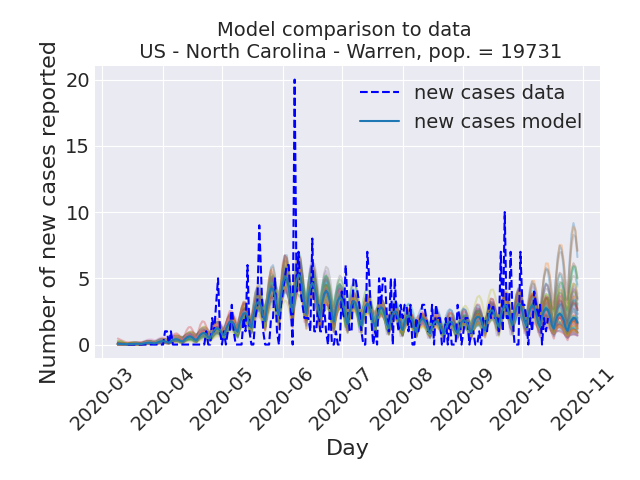 Model comparison to data
US - North Carolina - Warren, pop. = 19731
Number of new cases reported
20
15
10
5
0
new cases data
new cases model
2020-03
2020-04
2020-05
2020-06
2020-07
2020-08
2020-09
2020-10
2020-11
Day